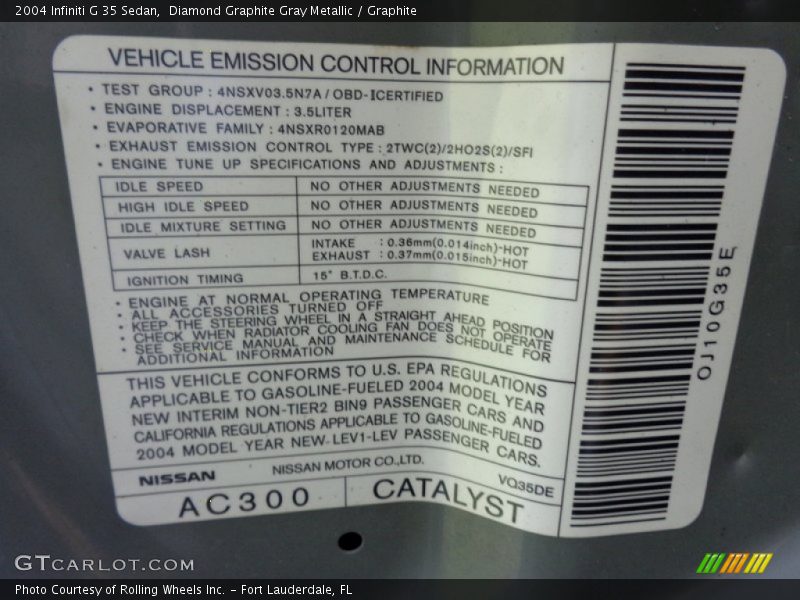 2004 Infiniti G 35 Sedan,  Diamond Graphite Gray Metallic / Graphite
VEHICLE EMISSION CONTROL INFORMATION
• TEST GROUP : 4NSXV03.5N7A / OBD-ⅡCERTIFIED
• ENGINE DISPLACEMENT : 3.5LITER
• EVAPORATIVE FAMILY : 4NSXR0120MAB
• EXHAUST EMISSION CONTROL TYPE : 2TWC(2)/2HO2S(2)/SFI
• ENGINE TUNE UP SPECIFICATIONS AND ADJUSTMENTS :
IDLE SPEED NO OTHER ADJUSTMENTS NEEDED
HIGH IDLE SPEED NO OTHER ADJUSTMENTS NEEDED
IDLE MIXTURE SETTING NO OTHER ADJUSTMENTS NEEDED
VALVE LASH INTAKE : 0.36mm(0.014inch)-HOT
EXHAUST : 0.37mm(0.015inch)-HOT
IGNITION TIMING 15° B.T.D.C.
• ENGINE AT NORMAL OPERATING TEMPERATURE
• ALL ACCESSORIES TURNED OFF
• KEEP THE STEERING WHEEL IN A STRAIGHT AHEAD POSITION
• CHECK WHEN RADIATOR COOLING FAN DOES NOT OPERATE
• SEE SERVICE MANUAL AND MAINTENANCE SCHEDULE FOR
ADDITIONAL INFORMATION
THIS VEHICLE CONFORMS TO U.S. EPA REGULATIONS
APPLICABLE TO GASOLINE-FUELED 2004 MODEL YEAR
NEW INTERIM NON-TIER2 BIN9 PASSENGER CARS AND
CALIFORNIA REGULATIONS APPLICABLE TO GASOLINE-FUELED
2004 MODEL YEAR NEW LEV1-LEV PASSENGER CARS.
NISSAN NISSAN MOTOR CO.,LTD. VQ35DE
AC300 CATALYST
OJ10G35E
GTCARLOT.COM
Photo Courtesy of Rolling Wheels Inc. – Fort Lauderdale, FL